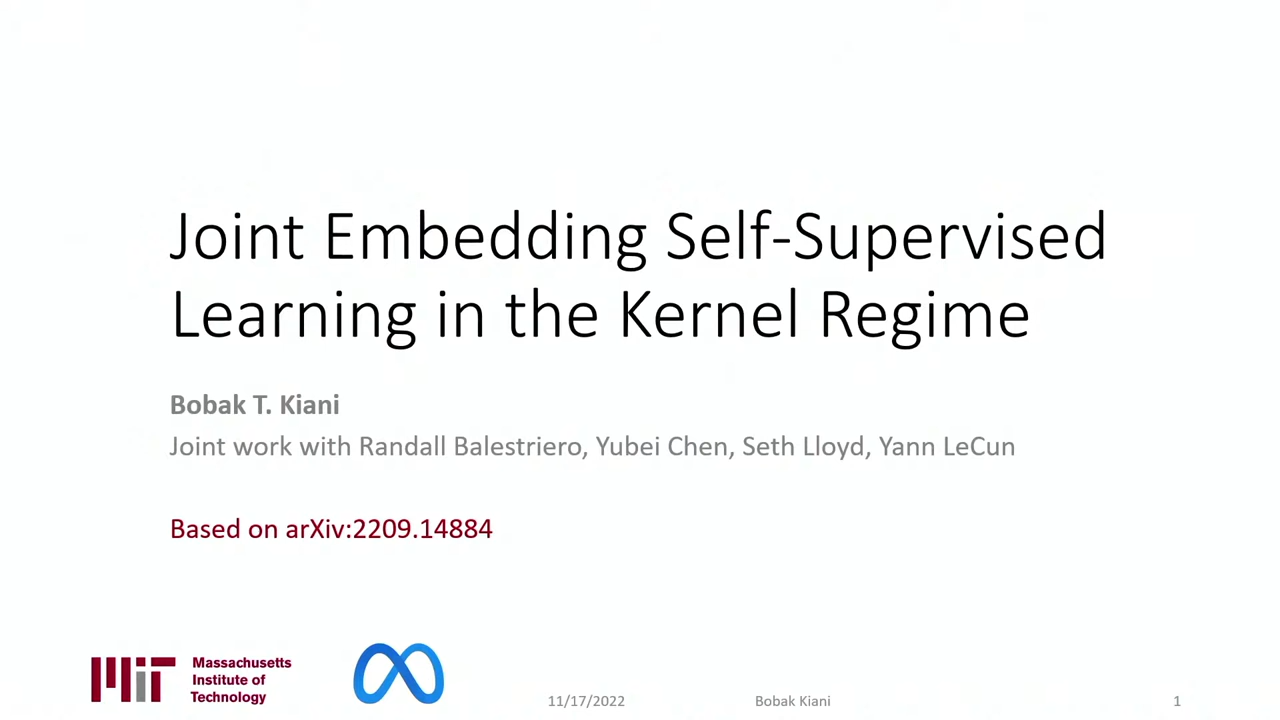 Joint Embedding Self-Supervised
Learning in the Kernel Regime
Bobak T. Kiani
Joint work with Randall Balestriero, Yubei Chen, Seth Lloyd, Yann LeCun
Based on arXiv:2209.14884
MIT
Massachusetts
Institute of
Technology
11/17/2022
Bobak Kiani
1